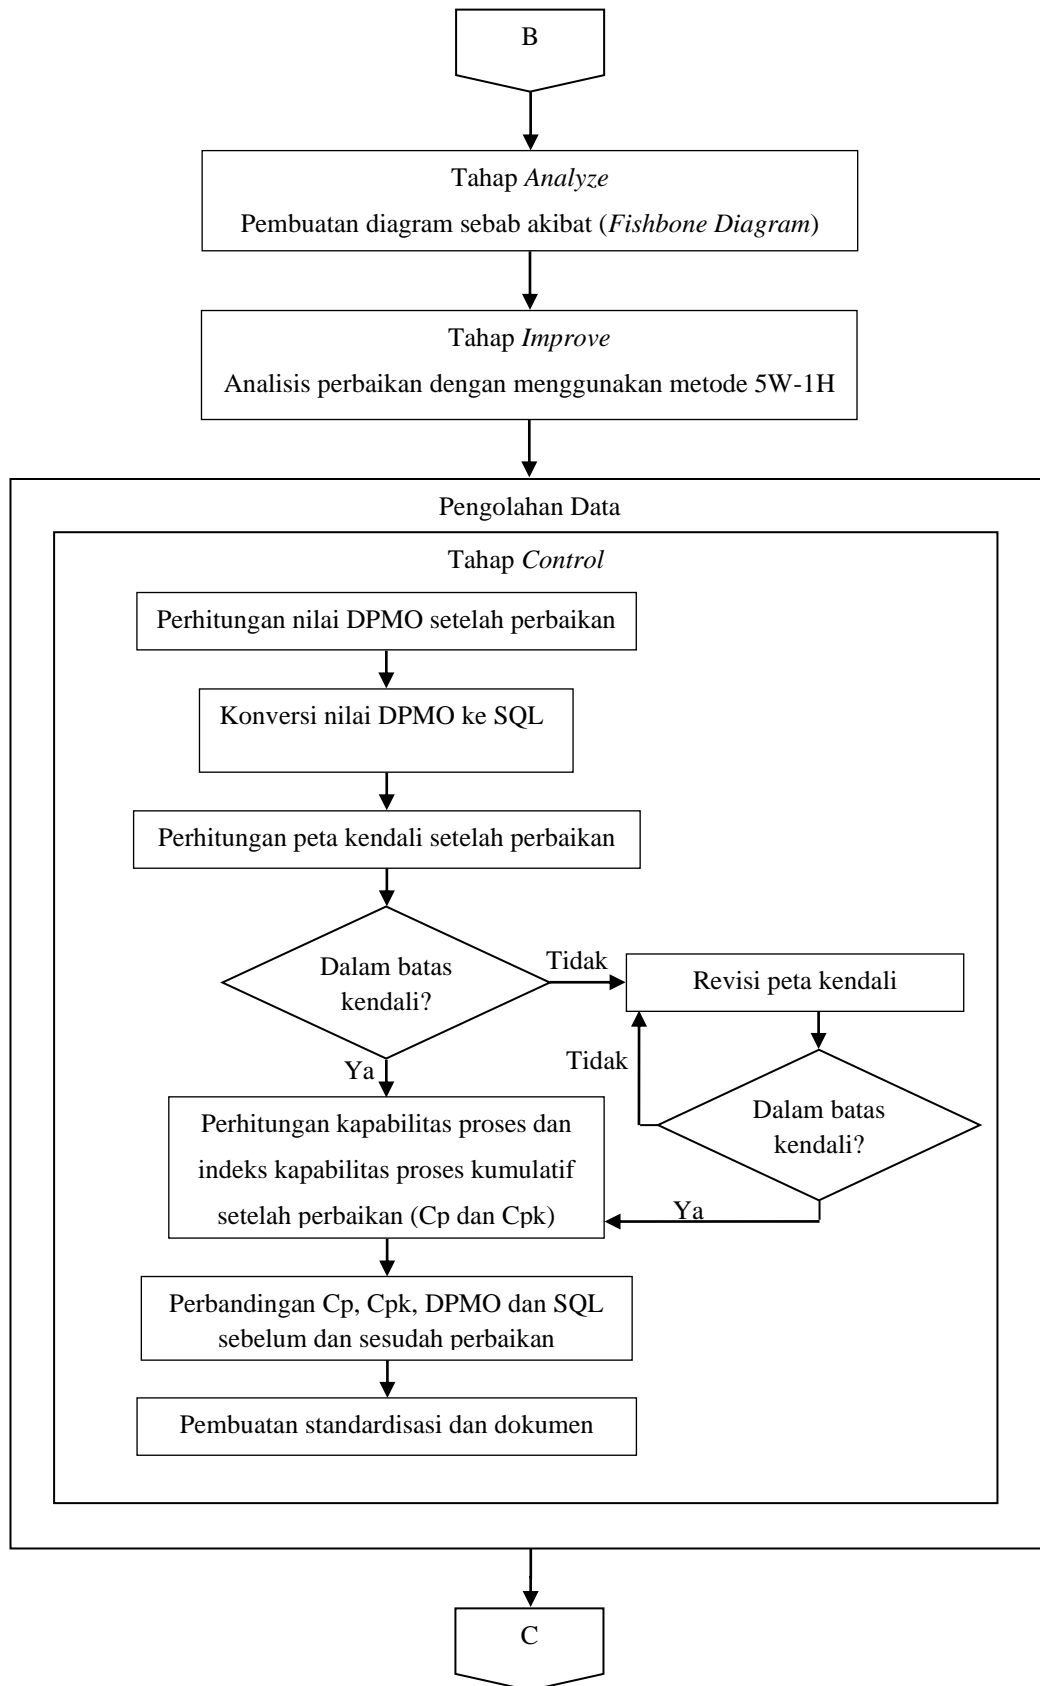 B
Tahap Analyze
Pembuatan diagram sebab akibat (Fishbone Diagram)
Tahap Improve
Analisis perbaikan dengan menggunakan metode 5W-1H
Pengolahan Data
Tahap Control
Perhitungan nilai DPMO setelah perbaikan
Konversi nilai DPMO ke SQL
Perhitungan peta kendali setelah perbaikan
Dalam batas
kendali?
Tidak
Revisi peta kendali
Ya
Tidak
Dalam batas
kendali?
Perhitungan kapabilitas proses dan
indeks kapabilitas proses kumulatif
setelah perbaikan (Cp dan Cpk)
Ya
Perbandingan Cp, Cpk, DPMO dan SQL
sebelum dan sesudah perbaikan
Pembuatan standardisasi dan dokumen
C